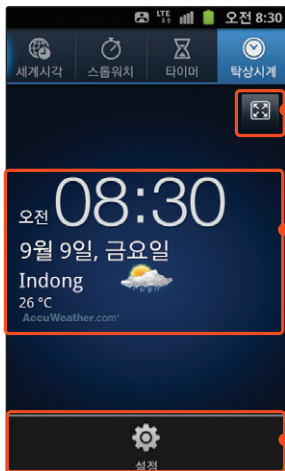 LTE 오전 8:30
세계시각 스톱워치 타이머 탁상시계
오전 08:30
9월 9일, 금요일
Indong
26 °C
AccuWeather.com
설정